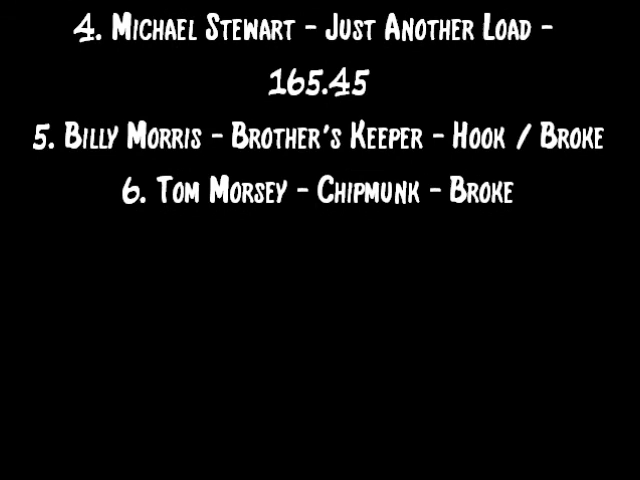 4. Michael Stewart - Just Another Load -
165.45
5. Billy Morris - Brother's Keeper - Hook / Broke
6. Tom Morsey - Chipmunk - Broke